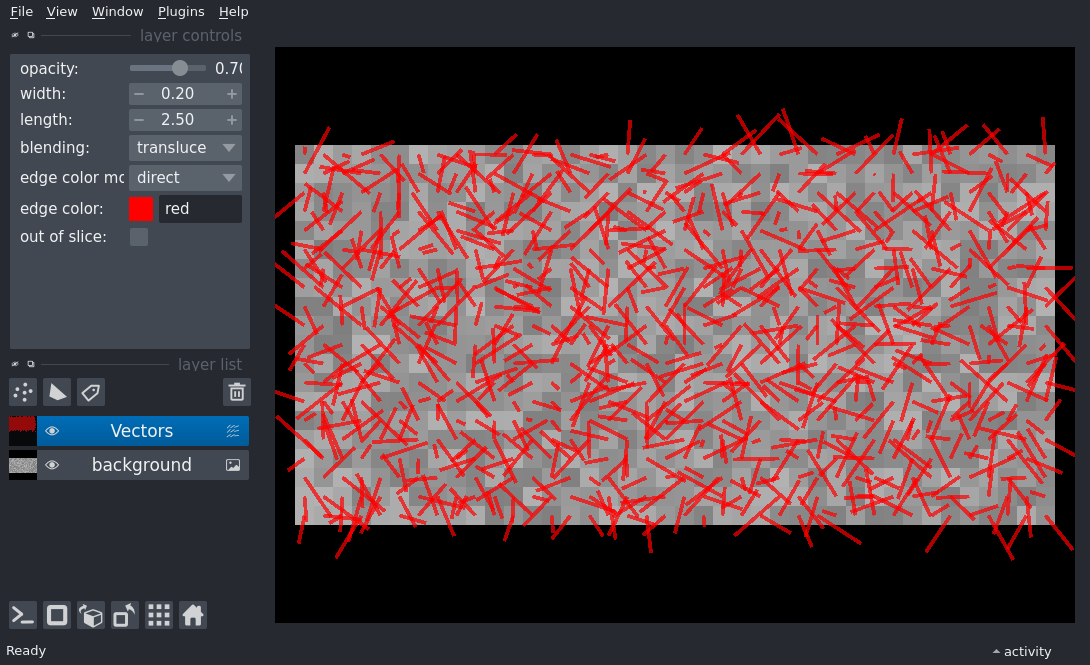 File View Window Plugins Help
layer controls
opacity: 0.70
width: − 0.20 +
length: − 2.50 +
blending: transluce
edge color mo direct
edge color: red
out of slice:
layer list
Vectors
background
Ready
activity